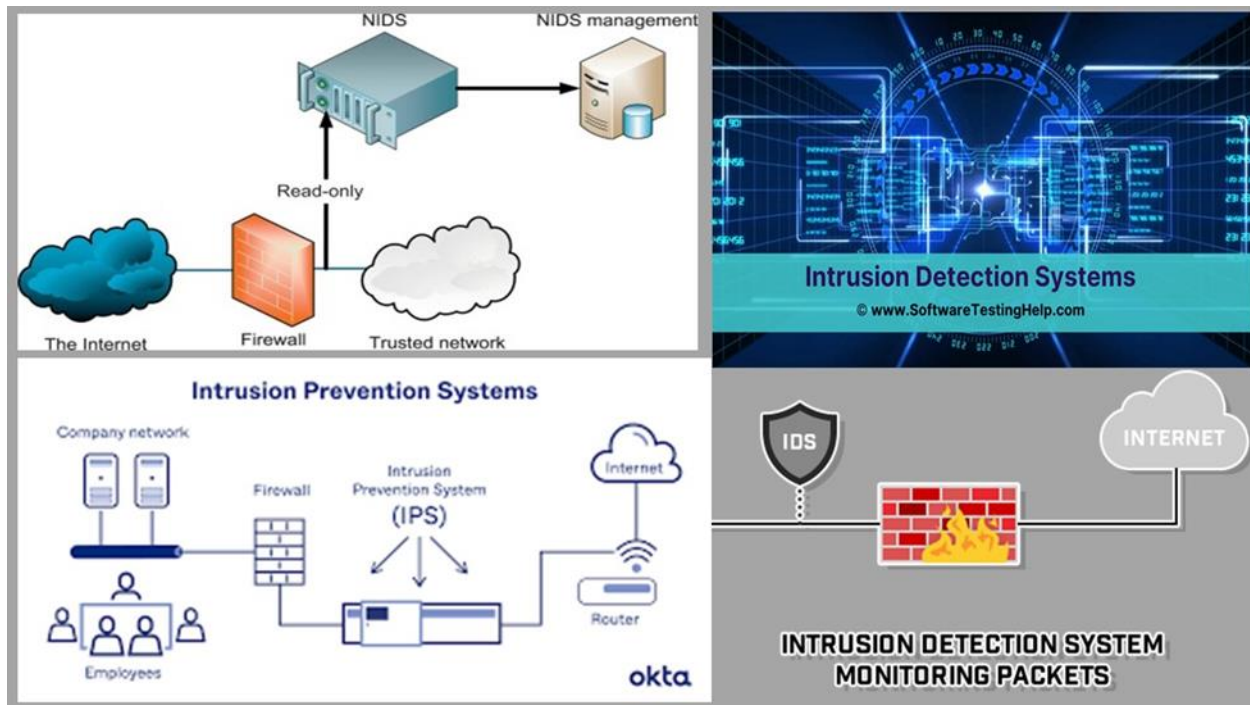 NIDS
NIDS management
Read-only
The Internet
Firewall
Trusted network
Intrusion Detection Systems
© www.SoftwareTestingHelp.com
Intrusion Prevention Systems
Company network
Firewall
Intrusion
Prevention System
(IPS)
Internet
Router
Employees
okta
IDS
INTERNET
INTRUSION DETECTION SYSTEM
MONITORING PACKETS